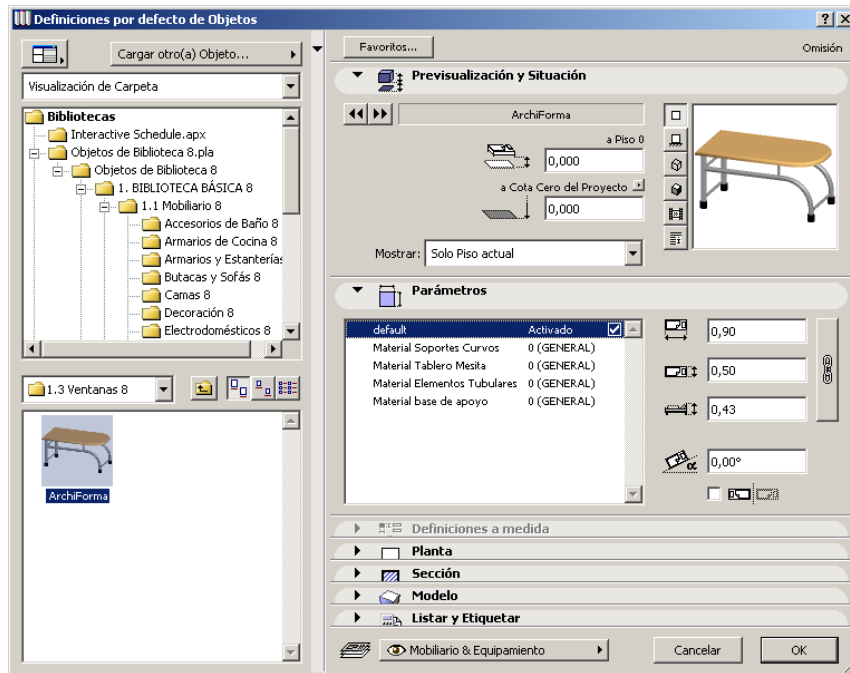 Definiciones por defecto de Objetos
Cargar otro(a) Objeto...
Visualización de Carpeta
Bibliotecas
Interactive Schedule.apx
Objetos de Biblioteca 8.pla
Objetos de Biblioteca 8
1. BIBLIOTECA BÁSICA 8
1.1 Mobiliario 8
Accesorios de Baño 8
Armarios de Cocina 8
Armarios y Estanterías
Butacas y Sofás 8
Camas 8
Decoración 8
Electrodomésticos 8
1.3 Ventanas 8
ArchiForma
Favoritos...
Omisión
Previsualización y Situación
ArchiForma
a Piso 0
0,000
a Cota Cero del Proyecto
0,000
Mostrar: Solo Piso actual
Parámetros
default Activado
Material Soportes Curvos 0 (GENERAL)
Material Tablero Mesita 0 (GENERAL)
Material Elementos Tubulares 0 (GENERAL)
Material base de apoyo 0 (GENERAL)
0,90
0,50
0,43
α 0,00°
Definiciones a medida
Planta
Sección
Modelo
Listar y Etiquetar
Mobiliario & Equipamiento
Cancelar
OK